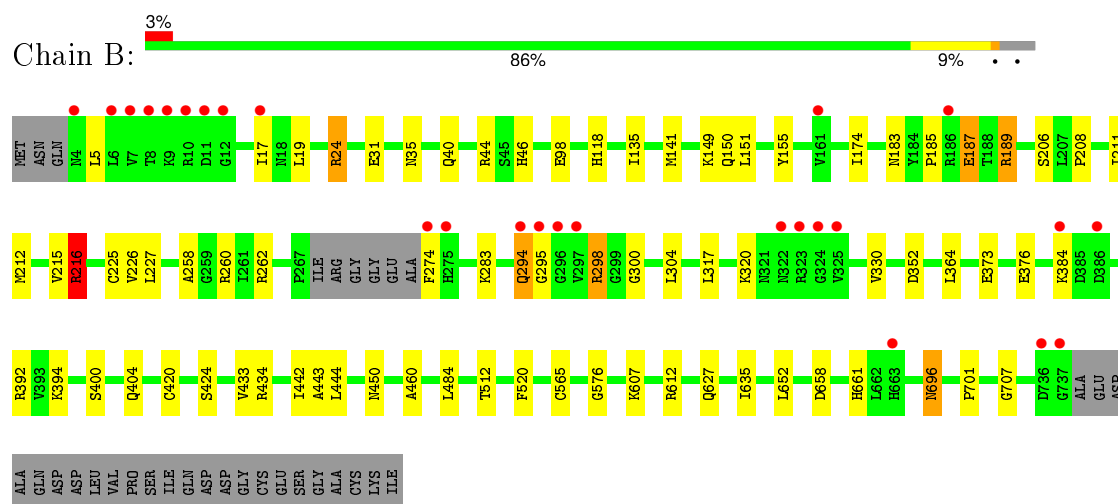 3%
Chain B:
86% 9% • •
MET ASN GLN N4 L5 L6 V7 T8 K9 R10 D11 G12 I17 N18 L19 R24 E31 N35 Q40 R44 S45 H46 E98 H118 I135 M141 K149 Q150 L151 Y155 V161 I174 N183 Y184 P185 R186 E187 T188 R189 S206 L207 P208 I211
M212 V215 R216 C225 V226 L227 A258 G259 R260 I261 R262 P267 ILE ARG GLY GLY GLU ALA F274 H275 K283 Q294 G295 G296 V297 R298 G299 G300 L304 L317 K320 N321 N322 R323 G324 V325 V330 D352 L364 E373 E376 K384 D385 D386
R392 V393 K394 S400 Q404 C420 S424 V433 R434 I442 A443 L444 N450 A460 L484 T512 F520 C565 G576 K607 R612 Q627 I635 L652 D658 H661 L662 H663 N696 P701 G707 D736 G737 ALA GLU ASP
ALA GLN ASP ASP LEU VAL PRO SER ILE GLN ASP ASP GLY CYS GLU SER GLY ALA CYS LYS ILE